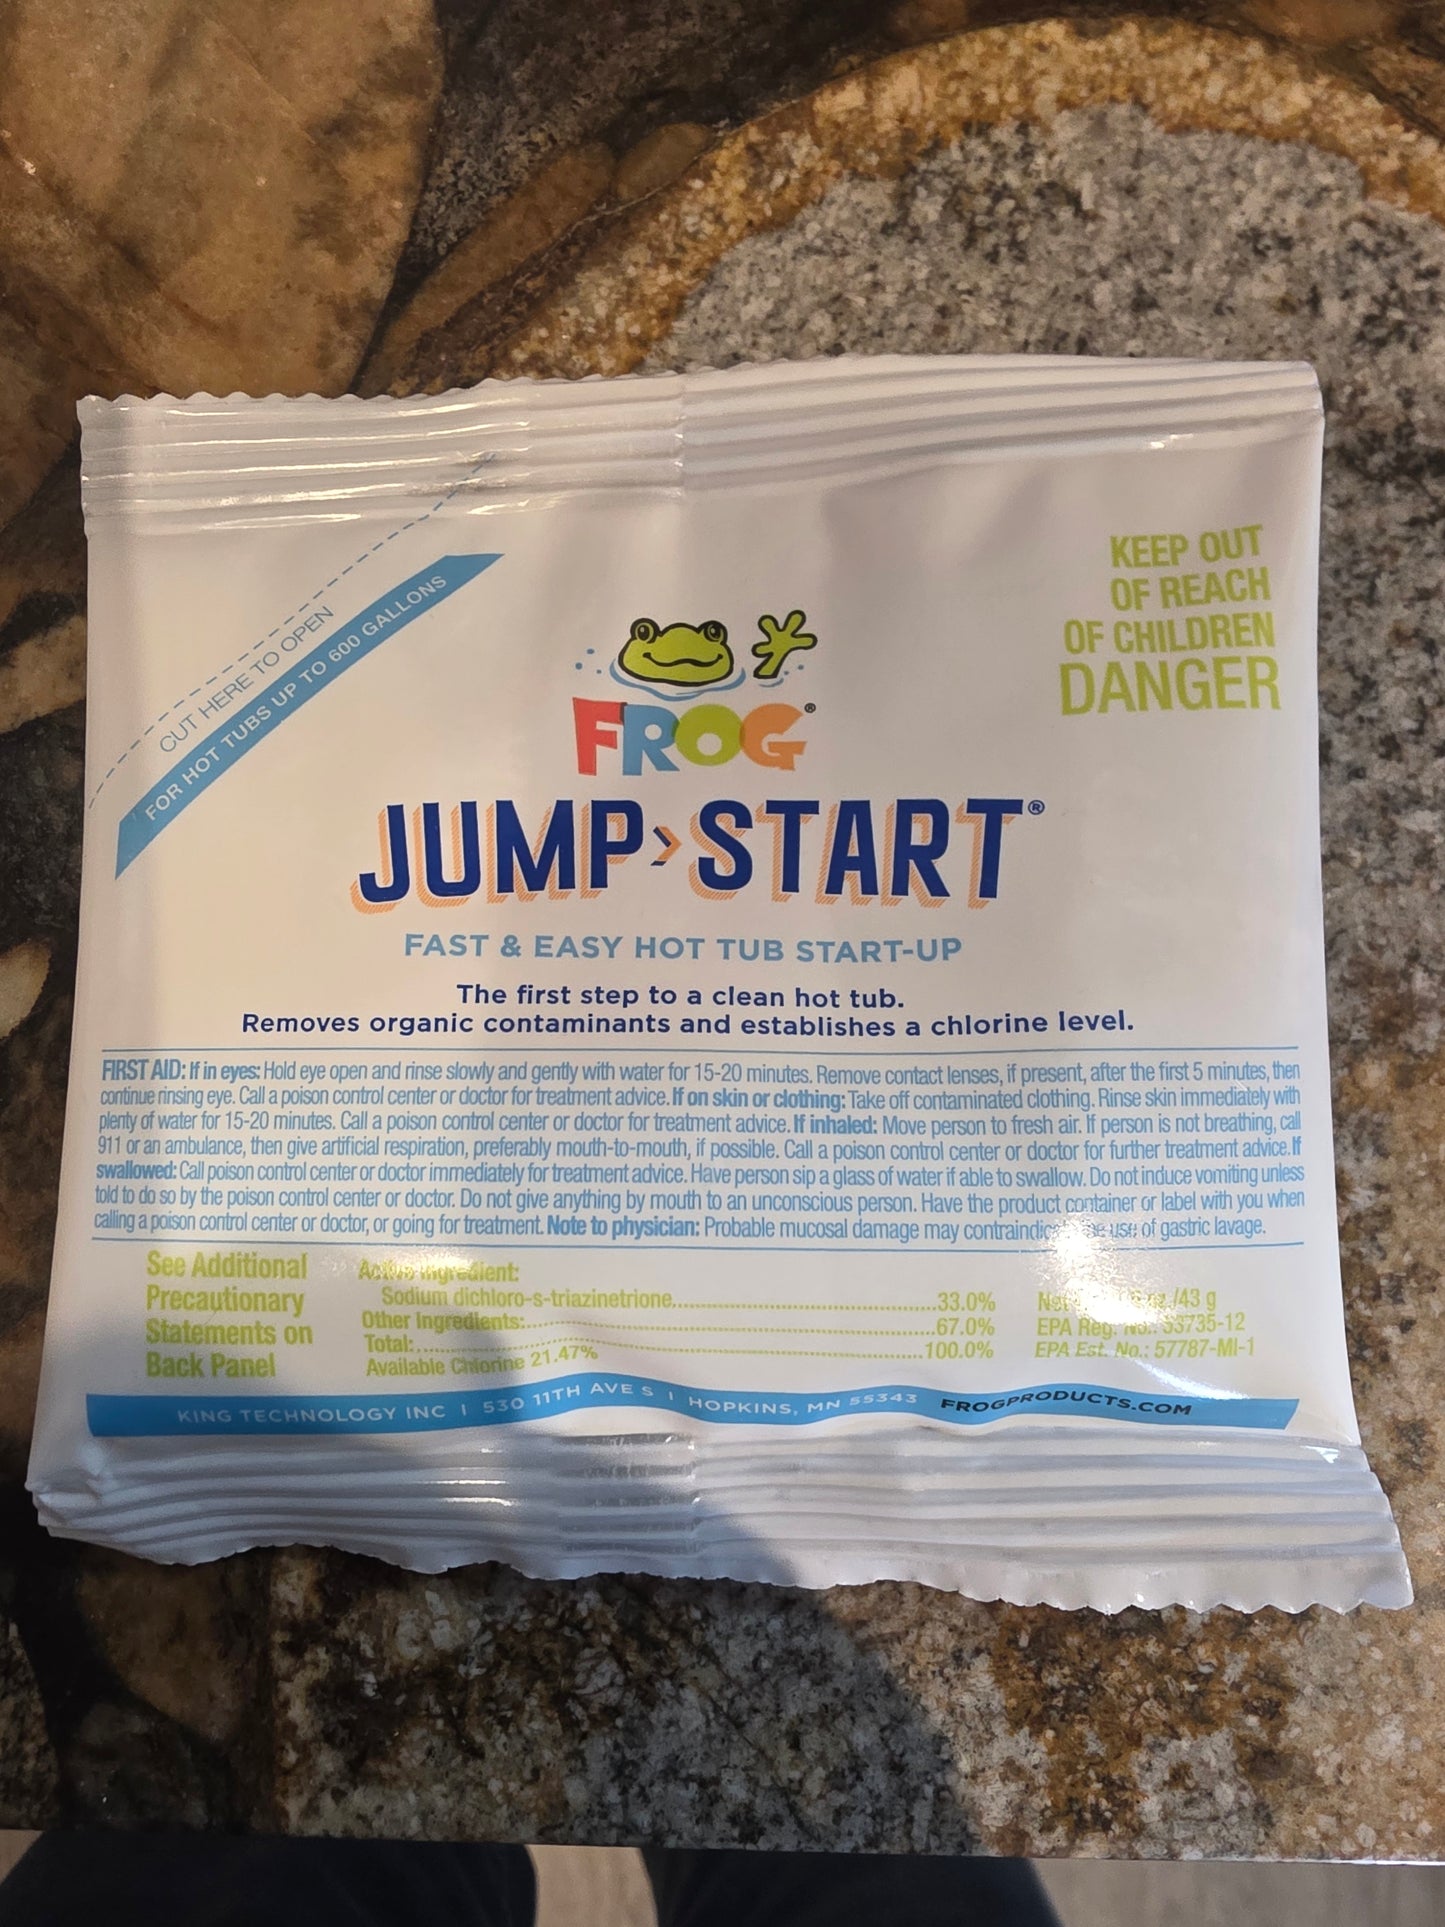 CUT HERE TO OPEN
FOR HOT TUBS UP TO 600 GALLONS
KEEP OUT
OF REACH
OF CHILDREN
DANGER
FROG®
JUMP>START®
FAST & EASY HOT TUB START-UP
The first step to a clean hot tub.
Removes organic contaminants and establishes a chlorine level.
FIRST AID: If in eyes: Hold eye open and rinse slowly and gently with water for 15-20 minutes. Remove contact lenses, if present, after the first 5 minutes, then
continue rinsing eye. Call a poison control center or doctor for treatment advice. If on skin or clothing: Take off contaminated clothing. Rinse skin immediately with
plenty of water for 15-20 minutes. Call a poison control center or doctor for treatment advice. If inhaled: Move person to fresh air. If person is not breathing, call
911 or an ambulance, then give artificial respiration, preferably mouth-to-mouth, if possible. Call a poison control center or doctor for further treatment advice. If
swallowed: Call poison control center or doctor immediately for treatment advice. Have person sip a glass of water if able to swallow. Do not induce vomiting unless
told to do so by the poison control center or doctor. Do not give anything by mouth to an unconscious person. Have the product container or label with you when
calling a poison control center or doctor, or going for treatment. Note to physician: Probable mucosal damage may use of gastric lavage.
See Additional
Precautionary
Statements on
Back Panel
Active Ingredient:
Sodium dichloro-s-triazinetrione..........33.0%
Other Ingredients:..........67.0%
Total:..........100.0%
Available Chlorine 21.47%
Net oz./43 g
EPA Reg. No.: 53735-12
EPA Est. No.: 57787-MI-1
KING TECHNOLOGY INC | 530 11TH AVE S | HOPKINS, MN 55343 FROGPRODUCTS.COM